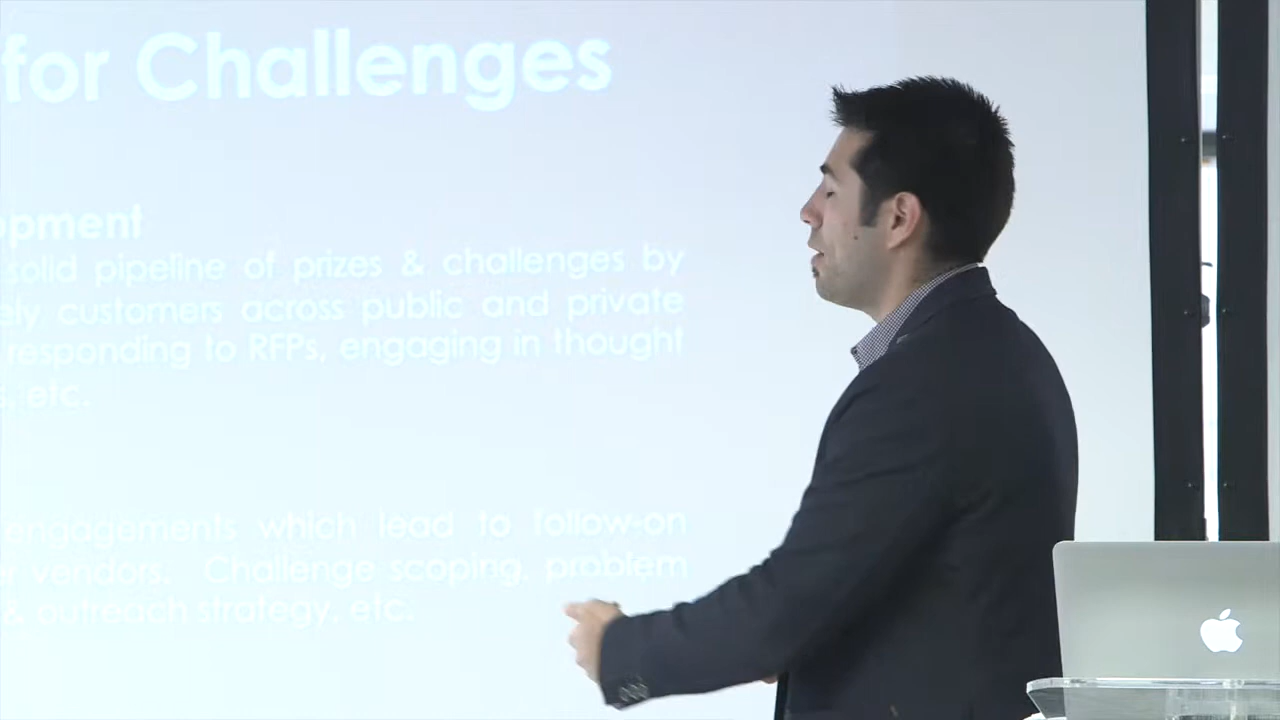 for Challenges
opment
solid pipeline of prizes & challenges by
ely customers across public and private
responding to RFPs, engaging in thought
s, etc.
engagements which lead to follow-on
r vendors. Challenge scoping, problem
& outreach strategy, etc.